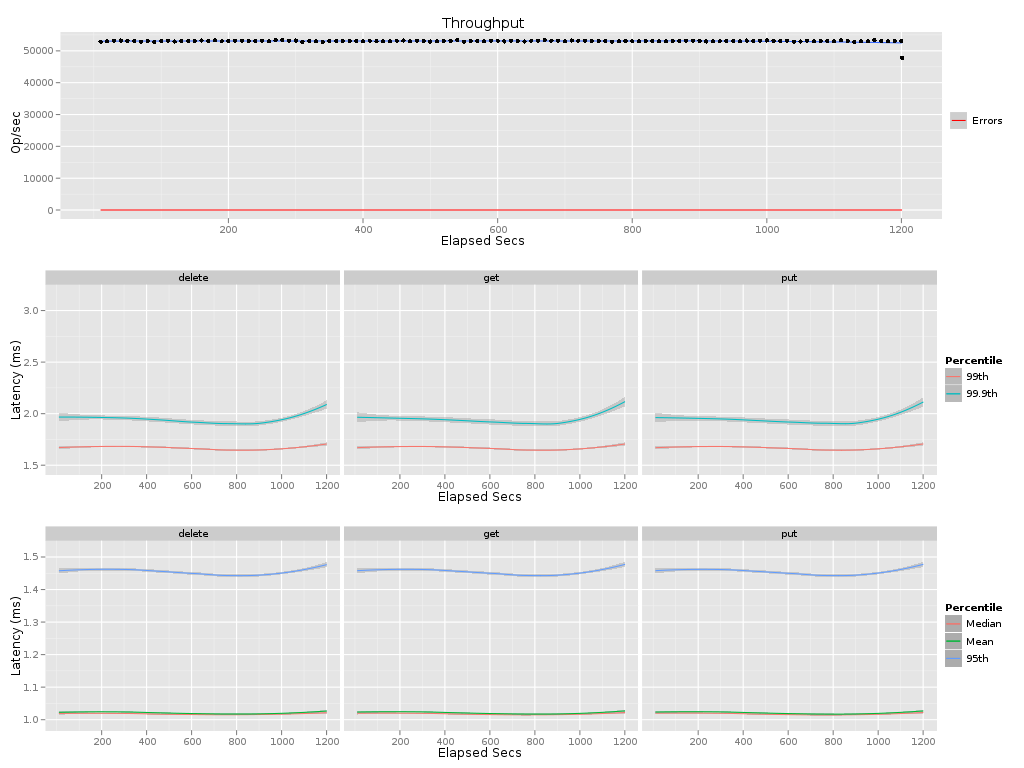 Throughput
50000
40000
30000
20000
10000
0
Op/sec
200 400 600 800 1000 1200
Elapsed Secs
Errors
delete get put
3.0
2.5
2.0
1.5
Latency (ms)
200 400 600 800 1000 1200 200 400 600 800 1000 1200 200 400 600 800 1000 1200
Elapsed Secs
Percentile
99th
99.9th
delete get put
1.5
1.4
1.3
1.2
1.1
1.0
Latency (ms)
200 400 600 800 1000 1200 200 400 600 800 1000 1200 200 400 600 800 1000 1200
Elapsed Secs
Percentile
Median
Mean
95th